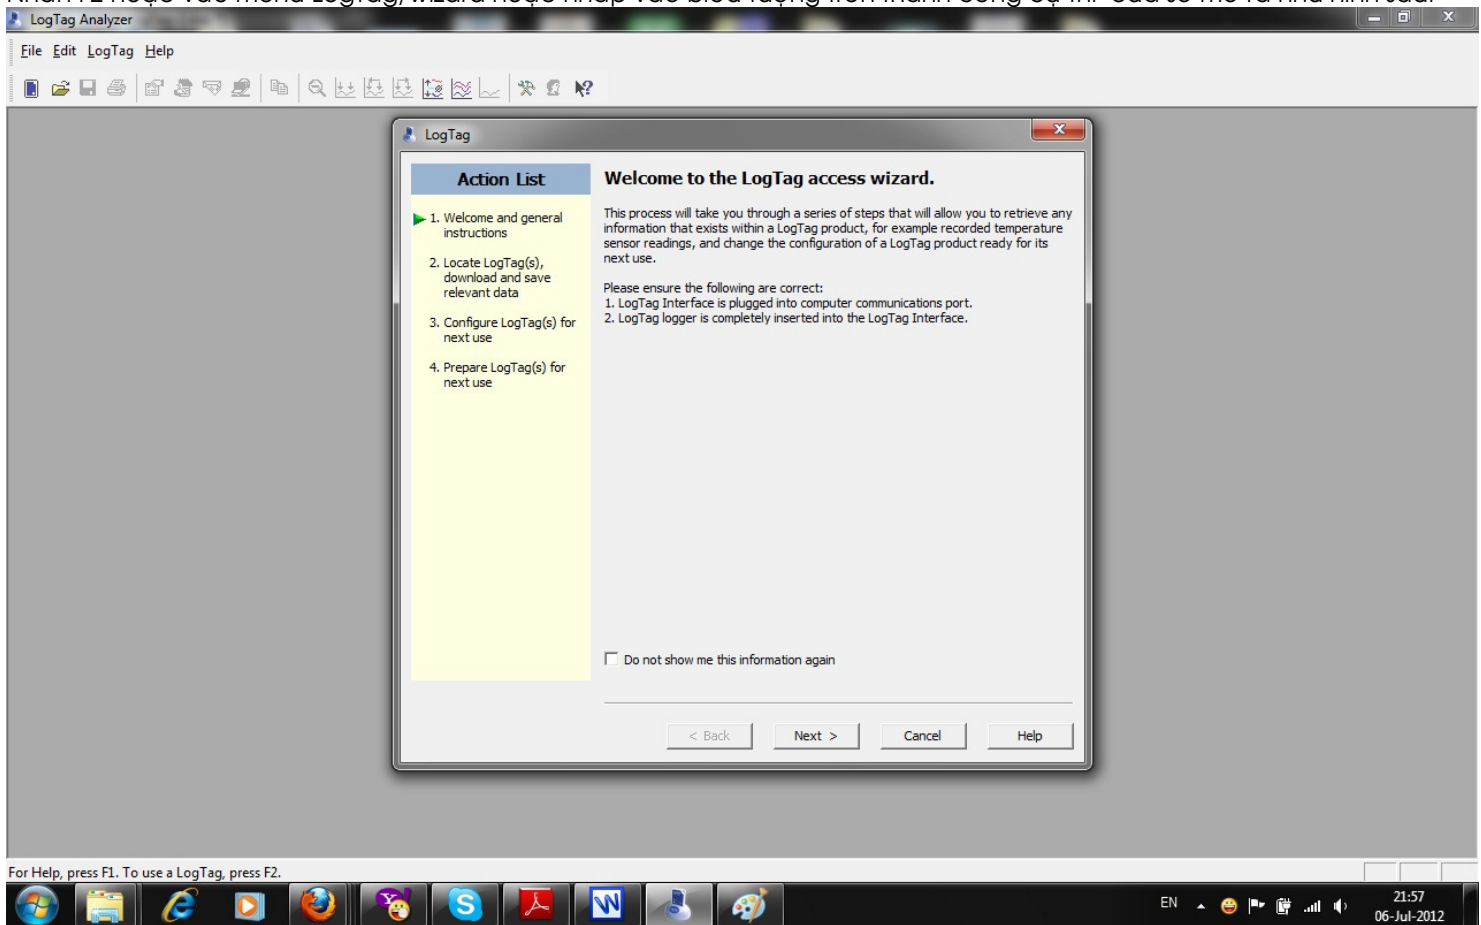 LogTag Analyzer
File Edit LogTag Help
LogTag
Action List
1. Welcome and general
instructions
2. Locate LogTag(s),
download and save
relevant data
3. Configure LogTag(s) for
next use
4. Prepare LogTag(s) for
next use
Welcome to the LogTag access wizard.
This process will take you through a series of steps that will allow you to retrieve any
information that exists within a LogTag product, for example recorded temperature
sensor readings, and change the configuration of a LogTag product ready for its
next use.
Please ensure the following are correct:
1. LogTag Interface is plugged into computer communications port.
2. LogTag logger is completely inserted into the LogTag Interface.
Do not show me this information again
< Back Next > Cancel Help
For Help, press F1. To use a LogTag, press F2.
EN
21:57
06-Jul-2012